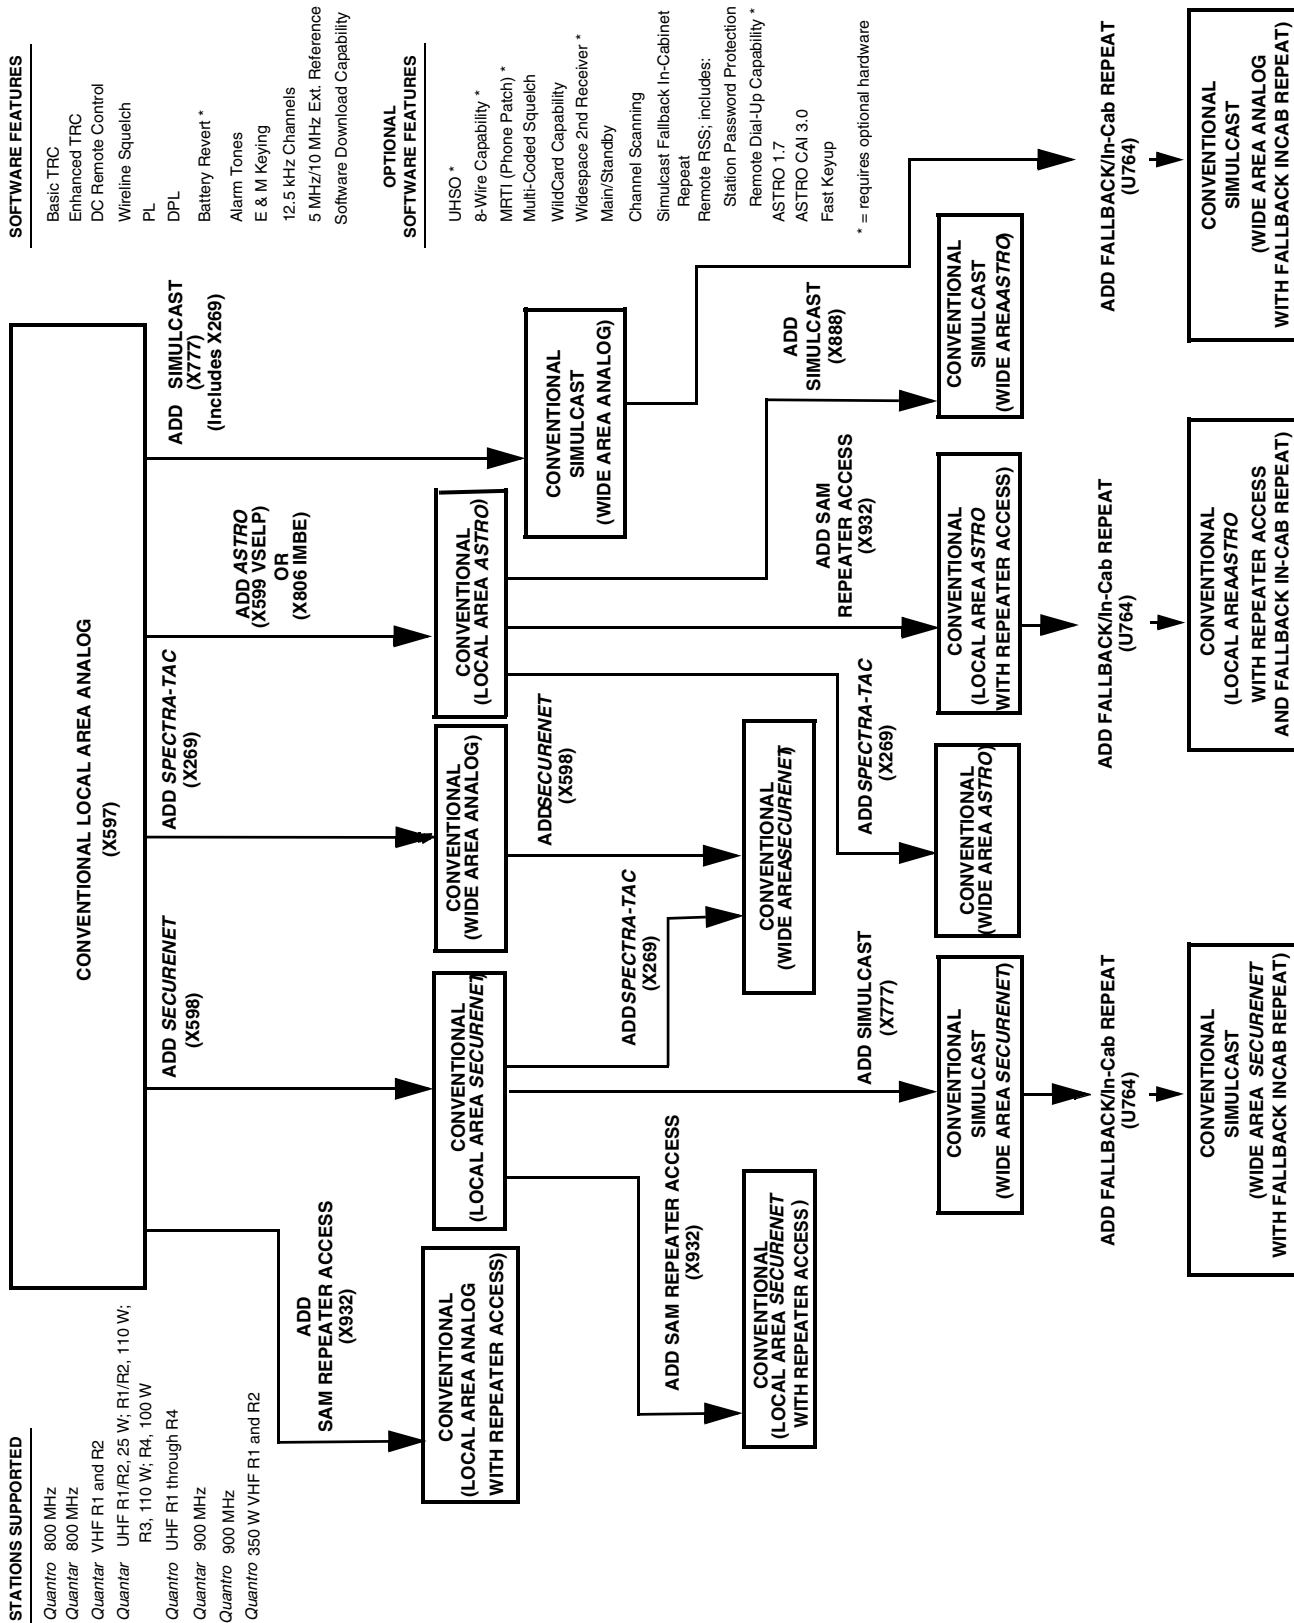 STATIONS SUPPORTED
Quantro 800 MHz
Quantar 800 MHz
Quantar VHF R1 and R2
Quantar UHF R1/R2, 25 W; R1/R2, 110 W;
R3, 110 W; R4, 100 W
Quantro UHF R1 through R4
Quantar 900 MHz
Quantro 900 MHz
Quantro 350 W VHF R1 and R2
CONVENTIONAL LOCAL AREA ANALOG
(X597)
SOFTWARE FEATURES
Basic TRC
Enhanced TRC
DC Remote Control
Wireline Squelch
PL
DPL
Battery Revert *
Alarm Tones
E & M Keying
12.5 kHz Channels
5 MHz/10 MHz Ext. Reference
Software Download Capability
OPTIONAL
SOFTWARE FEATURES
UHSO *
8-Wire Capability *
MRTI (Phone Patch) *
Multi-Coded Squelch
WildCard Capability
Widespace 2nd Receiver *
Main/Standby
Channel Scanning
Simulcast Fallback In-Cabinet
Repeat
Remote RSS; includes:
Station Password Protection
Remote Dial-Up Capability *
ASTRO 1.7
ASTRO CAI 3.0
Fast Keyup
* = requires optional hardware
ADD
SAM REPEATER ACCESS
(X932)
ADD SECURENET
(X598)
ADD SPECTRA-TAC
(X269)
ADD ASTRO
(X599 VSELP)
OR
(X806 IMBE)
ADD SIMULCAST
(X777)
(Includes X269)
CONVENTIONAL
(LOCAL AREA ANALOG
WITH REPEATER ACCESS)
CONVENTIONAL
(LOCAL AREA SECURENET)
CONVENTIONAL
(WIDE AREA ANALOG)
CONVENTIONAL
(LOCAL AREA ASTRO)
CONVENTIONAL
SIMULCAST
(WIDE AREA ANALOG)
ADD SAM REPEATER ACCESS
(X932)
ADD SPECTRA-TAC
(X269)
ADDSECURENET
(X598)
CONVENTIONAL
(LOCAL AREA SECURENET
WITH REPEATER ACCESS)
CONVENTIONAL
(WIDE AREASECURENET)
ADD SIMULCAST
(X777)
ADD SPECTRA-TAC
(X269)
ADD SAM
REPEATER ACCESS
(X932)
ADD
SIMULCAST
(X888)
CONVENTIONAL
SIMULCAST
(WIDE AREA SECURENET)
CONVENTIONAL
(WIDE AREA ASTRO)
CONVENTIONAL
(LOCAL AREA ASTRO
WITH REPEATER ACCESS)
CONVENTIONAL
SIMULCAST
(WIDE AREAASTRO)
ADD FALLBACK/In-Cab REPEAT
(U764)
ADD FALLBACK/In-Cab REPEAT
(U764)
ADD FALLBACK/In-Cab REPEAT
(U764)
CONVENTIONAL
SIMULCAST
(WIDE AREA SECURENET
WITH FALLBACK INCAB REPEAT)
CONVENTIONAL
(LOCAL AREAASTRO
WITH REPEATER ACCESS
AND FALLBACK IN-CAB REPEAT)
CONVENTIONAL
SIMULCAST
(WIDE AREA ANALOG
WITH FALLBACK INCAB REPEAT)